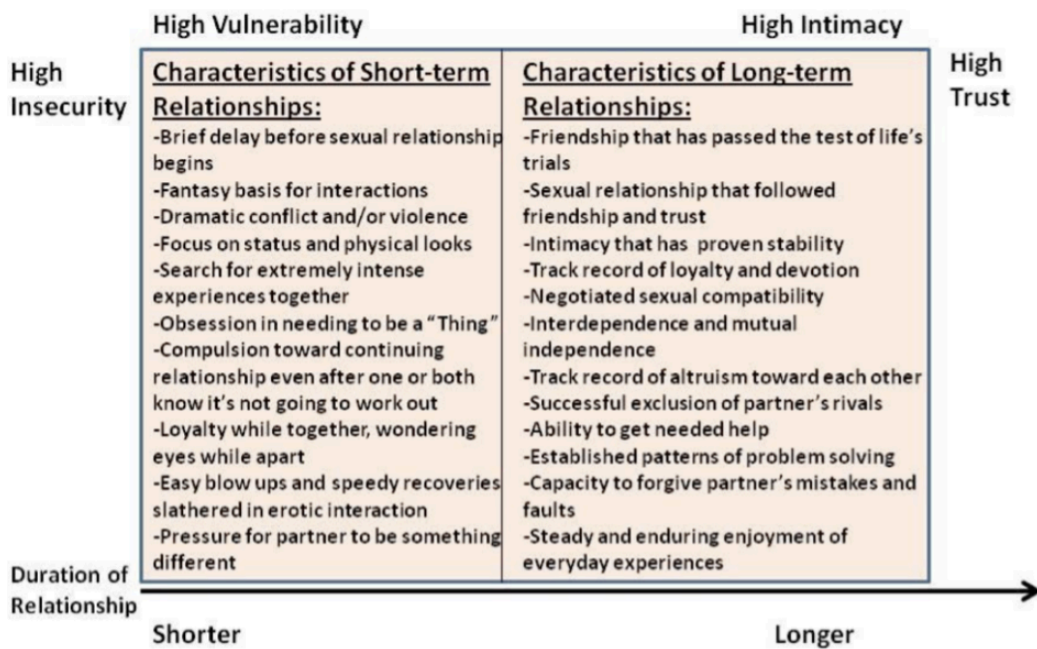 High Vulnerability
High Intimacy
High
Insecurity
Characteristics of Short-term
Relationships:
-Brief delay before sexual relationship
begins
-Fantasy basis for interactions
-Dramatic conflict and/or violence
-Focus on status and physical looks
-Search for extremely intense
experiences together
-Obsession in needing to be a “Thing”
-Compulsion toward continuing
relationship even after one or both
know it’s not going to work out
-Loyalty while together, wondering
eyes while apart
-Easy blow ups and speedy recoveries
slathered in erotic interaction
-Pressure for partner to be something
different
Characteristics of Long-term
Relationships:
-Friendship that has passed the test of life’s
trials
-Sexual relationship that followed
friendship and trust
-Intimacy that has proven stability
-Track record of loyalty and devotion
-Negotiated sexual compatibility
-Interdependence and mutual
independence
-Track record of altruism toward each other
-Successful exclusion of partner’s rivals
-Ability to get needed help
-Established patterns of problem solving
-Capacity to forgive partner’s mistakes and
faults
-Steady and enduring enjoyment of
everyday experiences
High
Trust
Duration of
Relationship
Shorter
Longer